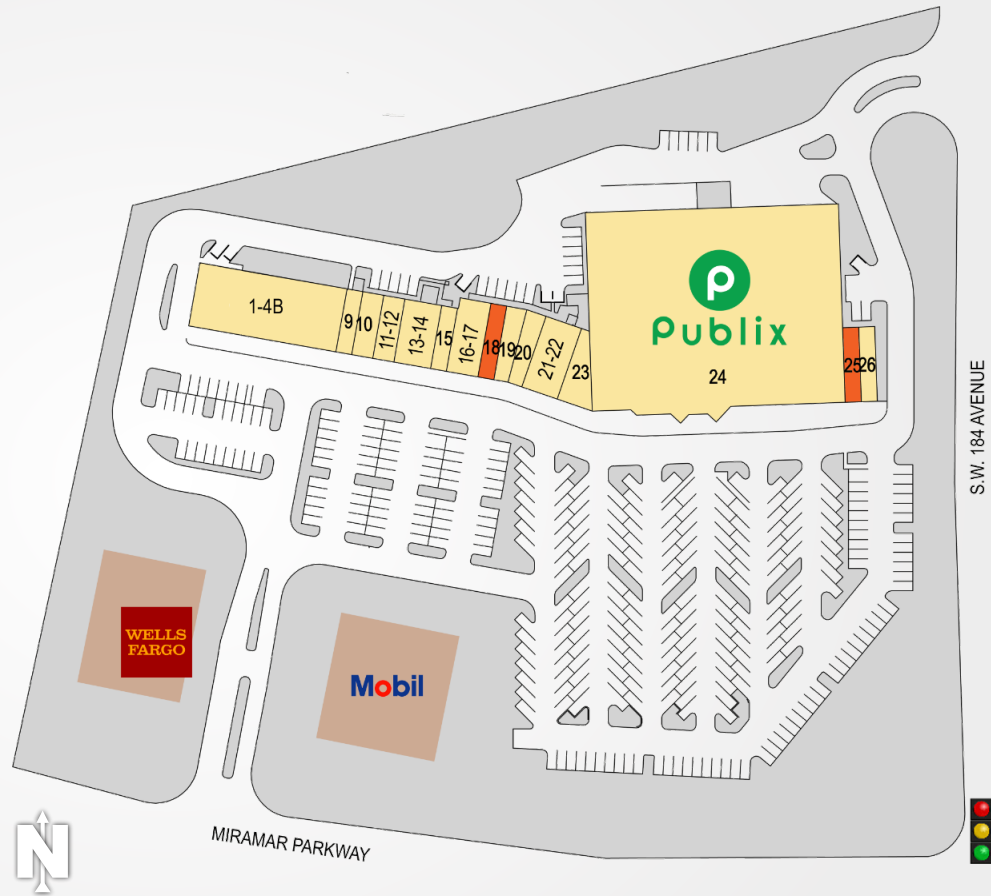 1-4B
9
10
11-12
13-14
15
16-17
18
19
20
21-22
23
Publix
24
25
26
S.W. 184 AVENUE
WELLS
FARGO
Mobil
MIRAMAR PARKWAY
N